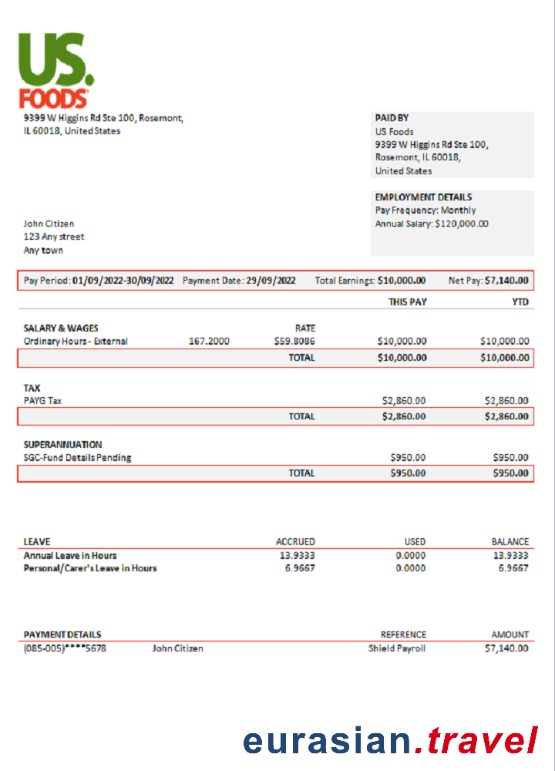 US.
FOODS
9399 W Higgins Rd Ste 100, Rosemont,
IL 60018, United States
PAID BY
US Foods
9399 W Higgins Rd Ste 100,
Rosemont, IL 60018,
United States
EMPLOYMENT DETAILS
Pay Frequency: Monthly
Annual Salary: $120,000.00
John Citizen
123 Any street
Any town
Pay Period: 01/09/2022-30/09/2022 Payment Date: 29/09/2022 Total Earnings: $10,000.00 Net Pay: $7,140.00
THIS PAY YTD
SALARY & WAGES RATE
Ordinary Hours - External 167.2000 $59.8086 $10,000.00 $10,000.00
TOTAL $10,000.00 $10,000.00
TAX
PAYG Tax $2,860.00 $2,860.00
TOTAL $2,860.00 $2,860.00
SUPERANNUATION
SGC-Fund Details Pending $950.00 $950.00
TOTAL $950.00 $950.00
LEAVE ACCRUED USED BALANCE
Annual Leave in Hours 13.9333 0.0000 13.9333
Personal/Carer's Leave in Hours 6.9667 0.0000 6.9667
PAYMENT DETAILS REFERENCE AMOUNT
(085-005)****5678 John Citizen Shield Payroll $7,140.00
eurasian.travel